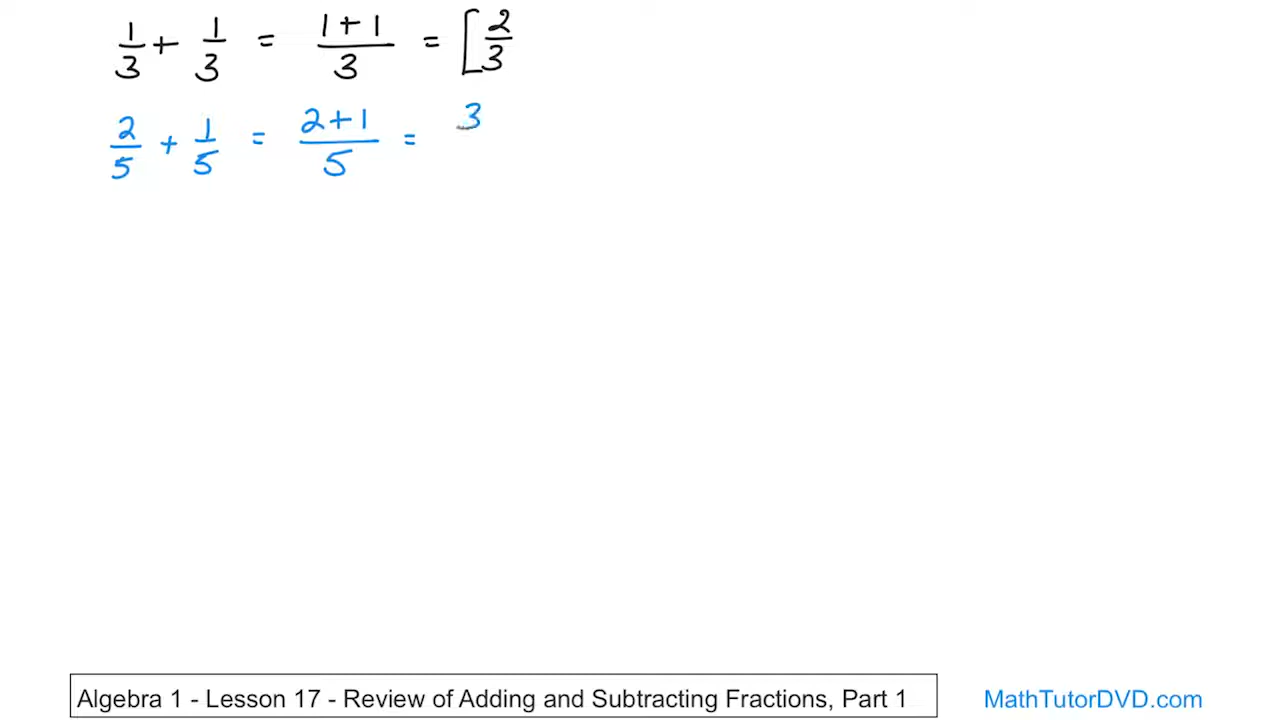 1/3 + 1/3 = (1+1)/3 = [2/3
2/5 + 1/5 = (2+1)/5 = 3
Algebra 1 - Lesson 17 - Review of Adding and Subtracting Fractions, Part 1
MathTutorDVD.com